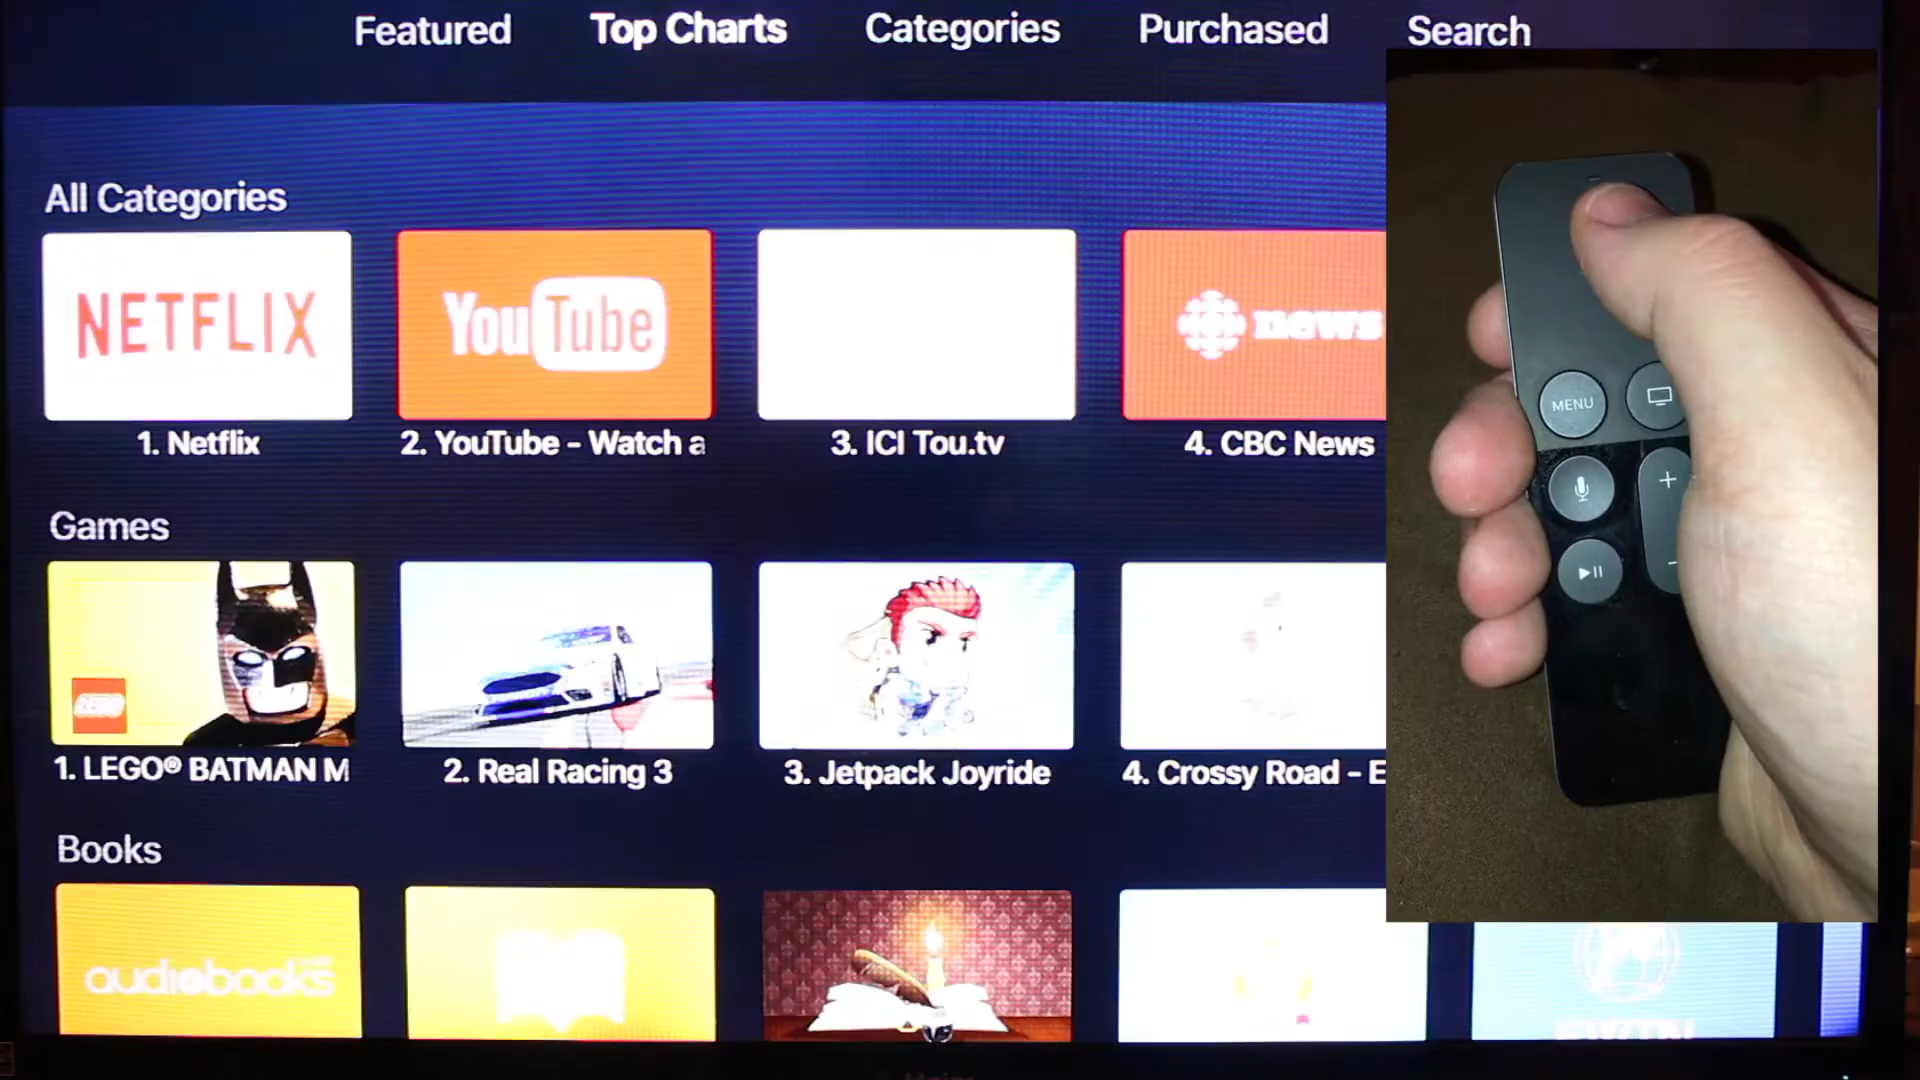 Featured Top Charts Categories Purchased Search
All Categories
NETFLIX
YouTube
news
1. Netflix
2. YouTube - Watch a
3. ICI Tou.tv
4. CBC News
Games
LEGO
1. LEGO® BATMAN M
2. Real Racing 3
3. Jetpack Joyride
4. Crossy Road - E
Books
audiobooks
MENU
+
-